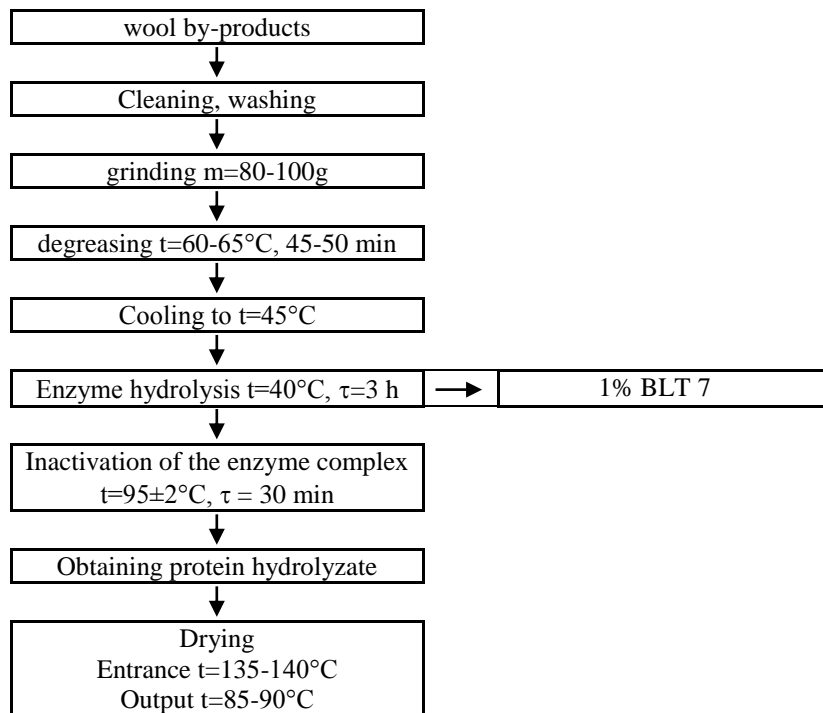 wool by-products
Cleaning, washing
grinding m=80-100g
degreasing t=60-65°C, 45-50 min
Cooling to t=45°C
Enzyme hydrolysis t=40°C, τ=3 h
1% BLT 7
Inactivation of the enzyme complex
t=95±2°C, τ = 30 min
Obtaining protein hydrolyzate
Drying
Entrance t=135-140°C
Output t=85-90°C